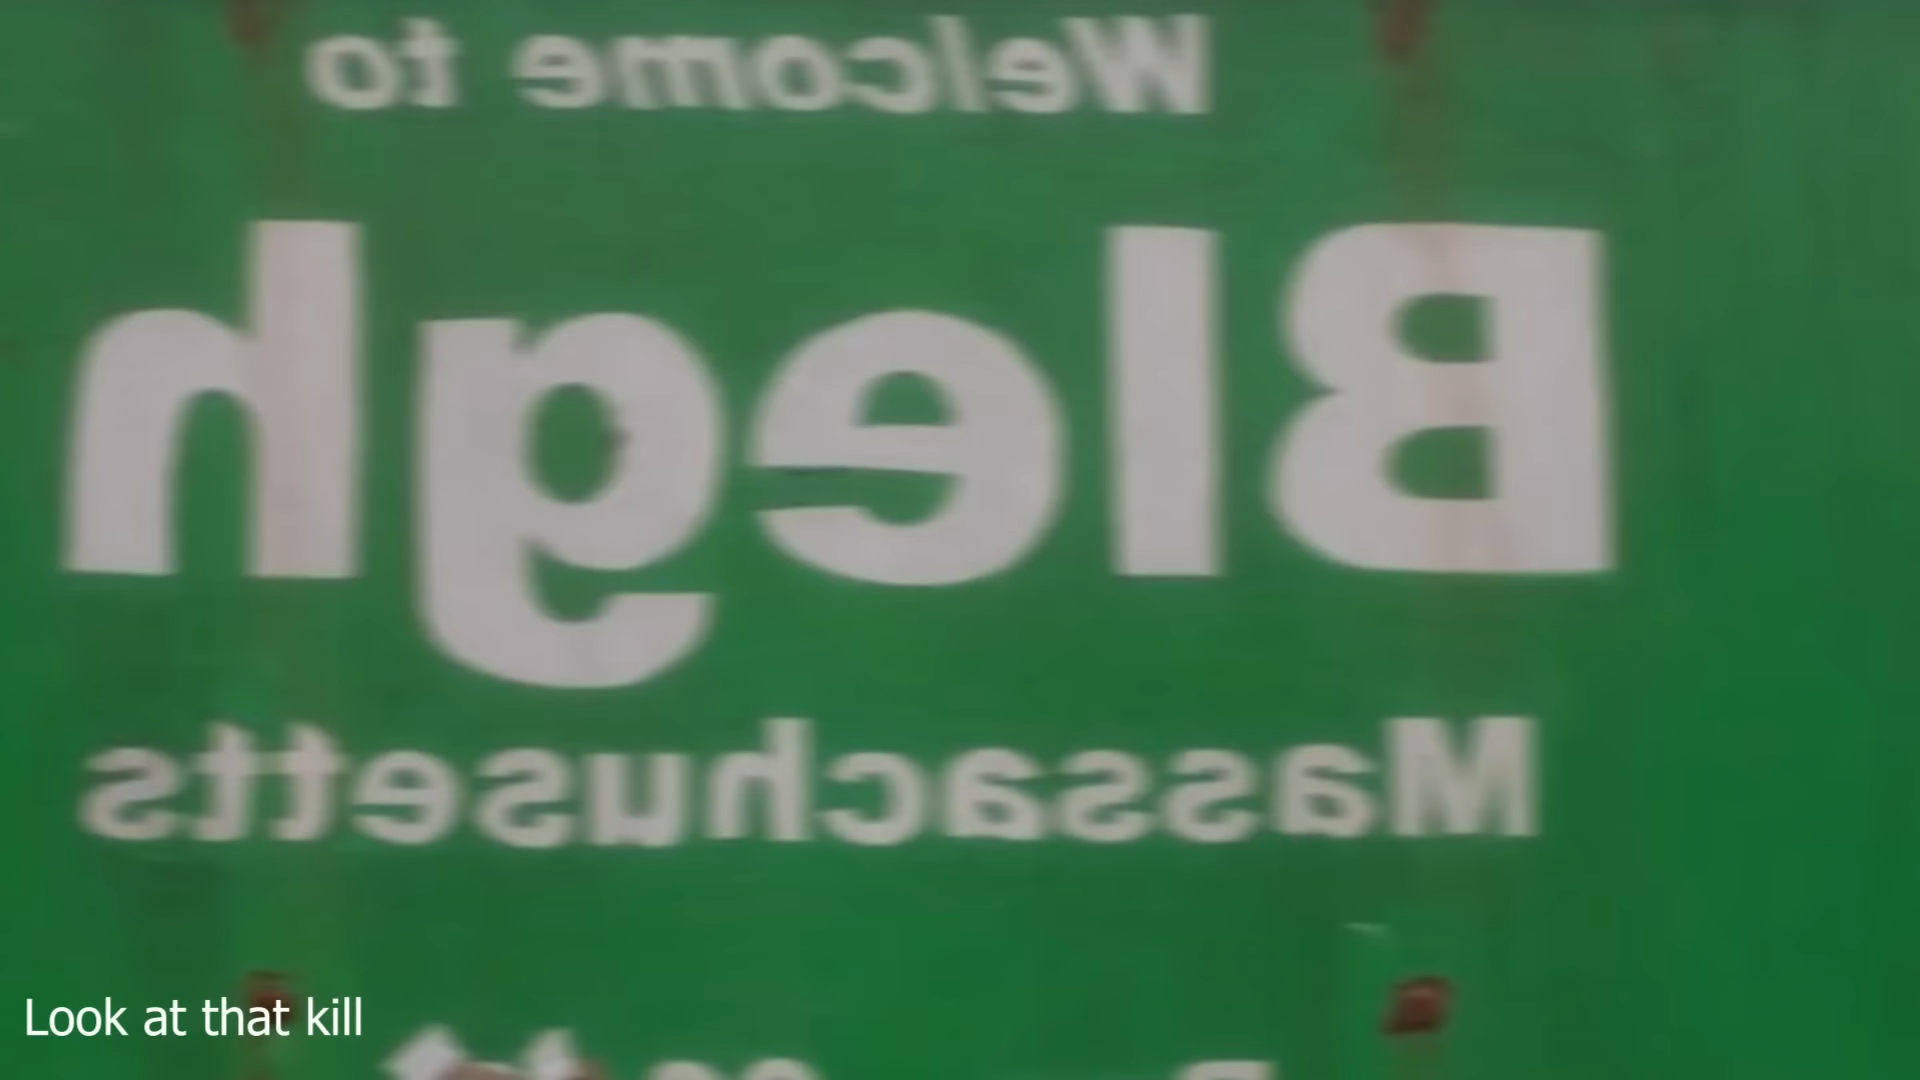 Welcome to
Blegh
Massachusetts
Look at that kill